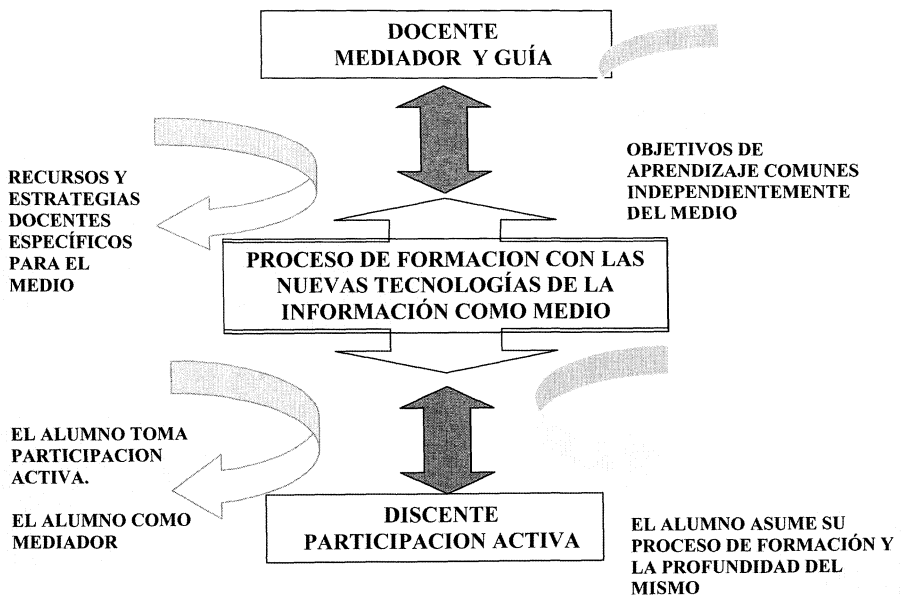 DOCENTE
MEDIADOR Y GUÍA
RECURSOS Y
ESTRATEGIAS
DOCENTES
ESPECÍFICOS
PARA EL
MEDIO
OBJETIVOS DE
APRENDIZAJE COMUNES
INDEPENDIENTEMENTE
DEL MEDIO
PROCESO DE FORMACION CON LAS
NUEVAS TECNOLOGÍAS DE LA
INFORMACIÓN COMO MEDIO
EL ALUMNO TOMA
PARTICIPACION
ACTIVA.
EL ALUMNO COMO
MEDIADOR
DISCENTE
PARTICIPACION ACTIVA
EL ALUMNO ASUME SU
PROCESO DE FORMACIÓN Y
LA PROFUNDIDAD DEL
MISMO